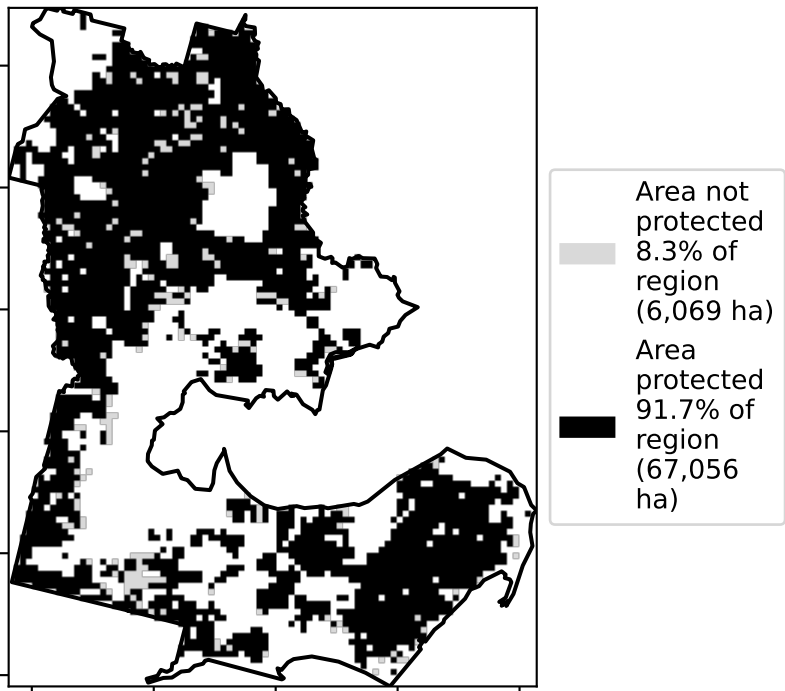 Area not
protected
8.3% of
region
(6,069 ha)
Area
protected
91.7% of
region
(67,056
ha)